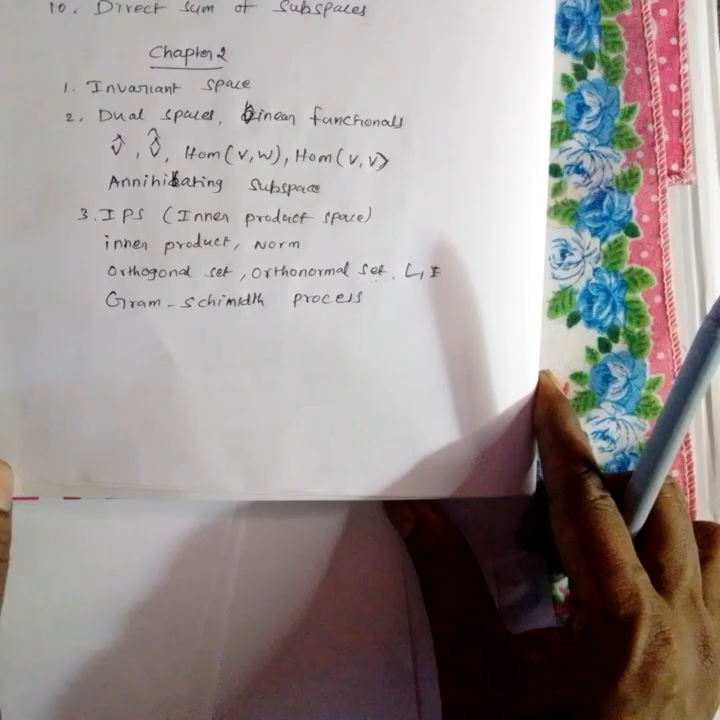 10. Direct sum of subspaces
Chapter 2
1. Invariant space
2. Dual spaces, Linear functionals
V̂, V̂̂, Hom(V,W), Hom(V,V)
Annihilating subspace
3. IPS (Inner product space)
inner product, Norm
Orthogonal set, Orthonormal set. L, I
Gram-Schimidth process